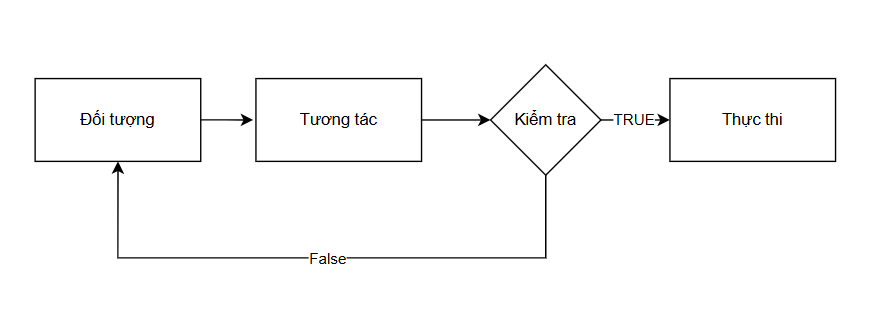 Đối tượng
Tương tác
Kiểm tra
TRUE
Thực thi
False